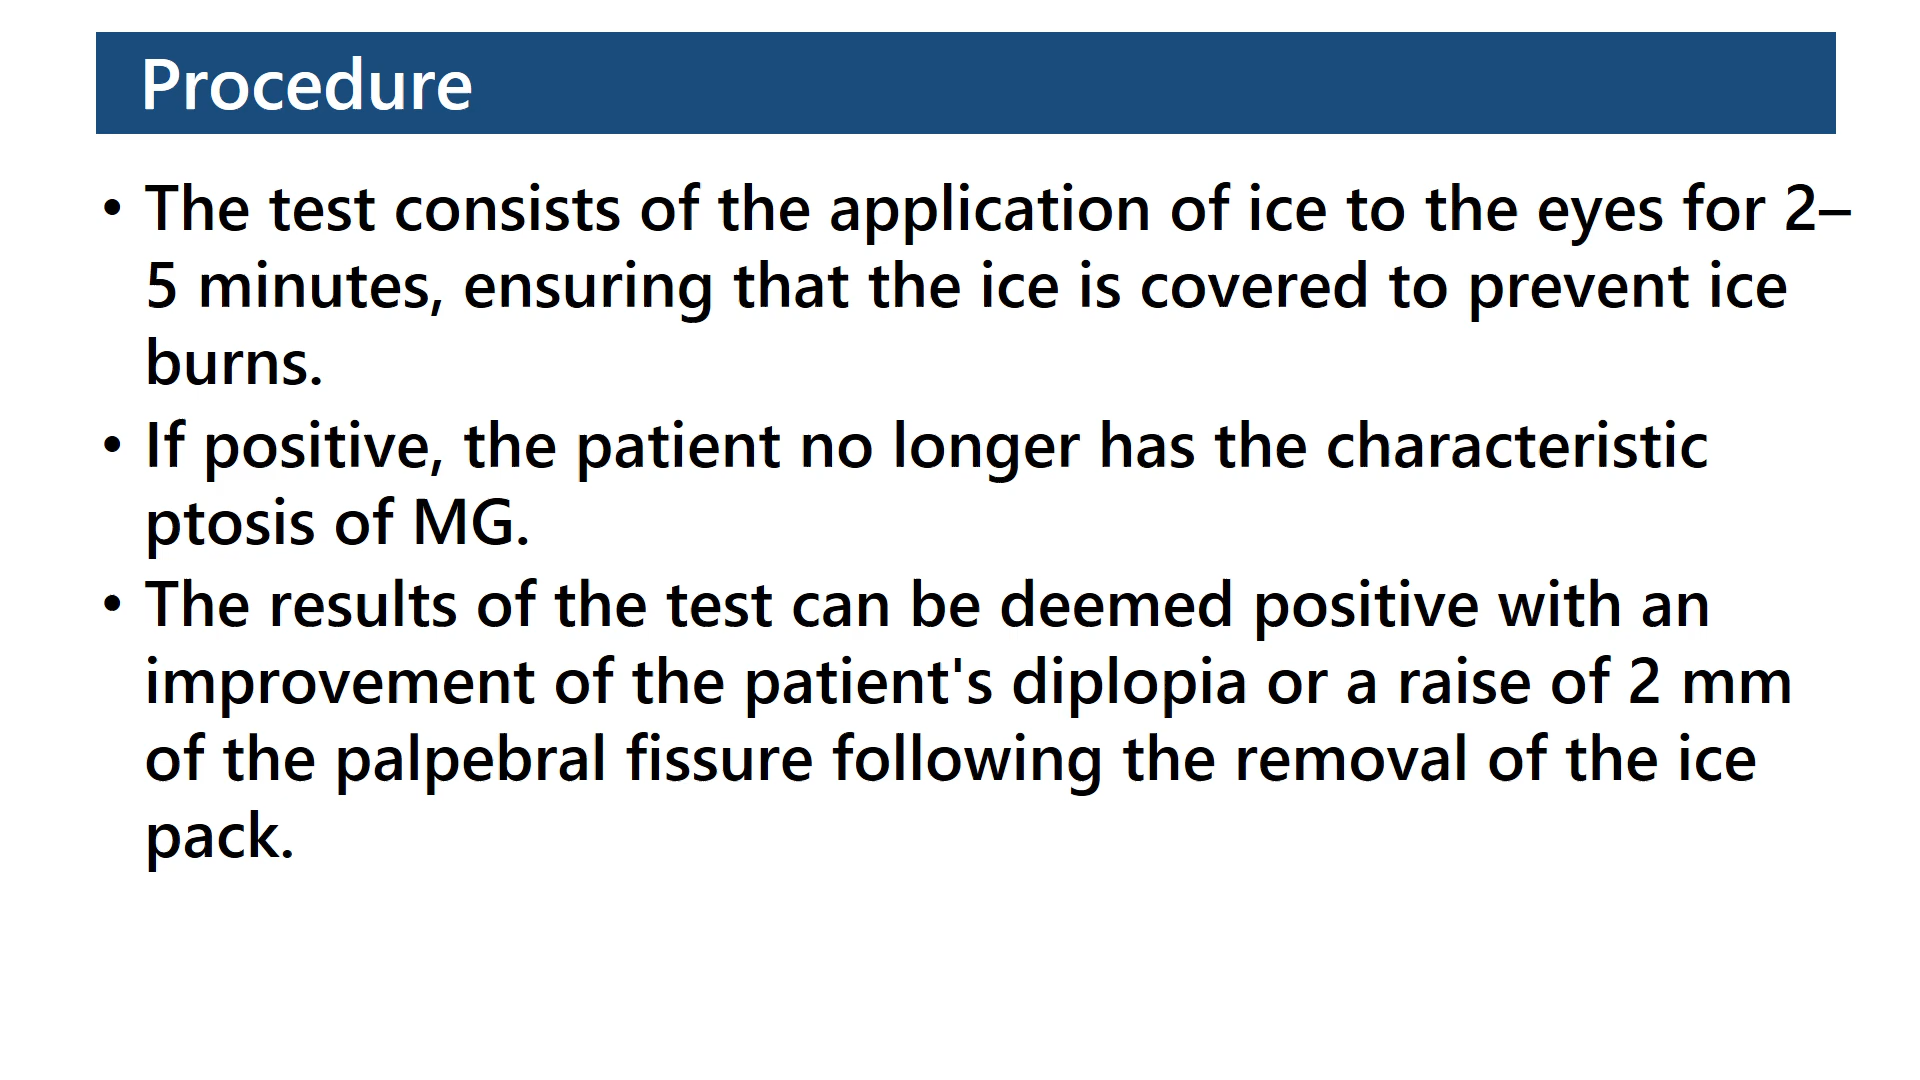 Procedure
• The test consists of the application of ice to the eyes for 2–
5 minutes, ensuring that the ice is covered to prevent ice
burns.
• If positive, the patient no longer has the characteristic
ptosis of MG.
• The results of the test can be deemed positive with an
improvement of the patient's diplopia or a raise of 2 mm
of the palpebral fissure following the removal of the ice
pack.